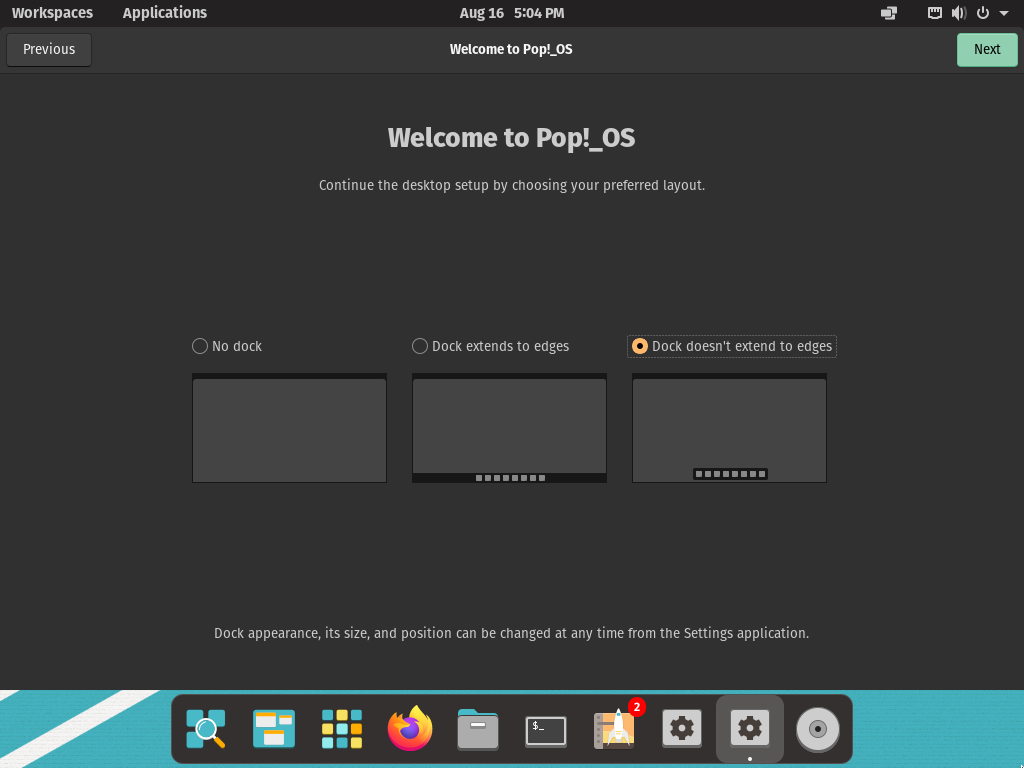 Workspaces Applications Aug 16 5:04 PM
Previous Welcome to Pop!_OS Next
Welcome to Pop!_OS
Continue the desktop setup by choosing your preferred layout.
No dock Dock extends to edges Dock doesn't extend to edges
Dock appearance, its size, and position can be changed at any time from the Settings application.
$_ 2